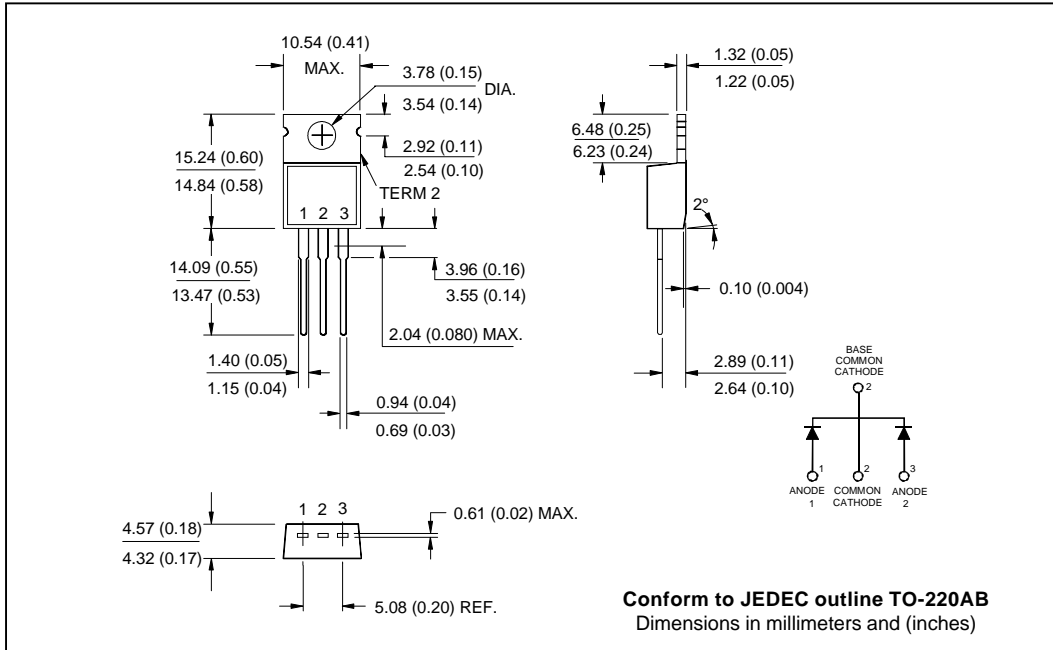 10.54 (0.41)
MAX.
3.78 (0.15)
3.54 (0.14)
DIA.
2.92 (0.11)
2.54 (0.10)
TERM 2
15.24 (0.60)
14.84 (0.58)
1 2 3
14.09 (0.55)
13.47 (0.53)
3.96 (0.16)
3.55 (0.14)
2.04 (0.080) MAX.
1.40 (0.05)
1.15 (0.04)
0.94 (0.04)
0.69 (0.03)
1.32 (0.05)
1.22 (0.05)
6.48 (0.25)
6.23 (0.24)
2°
0.10 (0.004)
2.89 (0.11)
2.64 (0.10)
BASE
COMMON
CATHODE
2
1 2 3
ANODE COMMON ANODE
1 CATHODE 2
1 2 3
4.57 (0.18)
4.32 (0.17)
0.61 (0.02) MAX.
5.08 (0.20) REF.
Conform to JEDEC outline TO-220AB
Dimensions in millimeters and (inches)